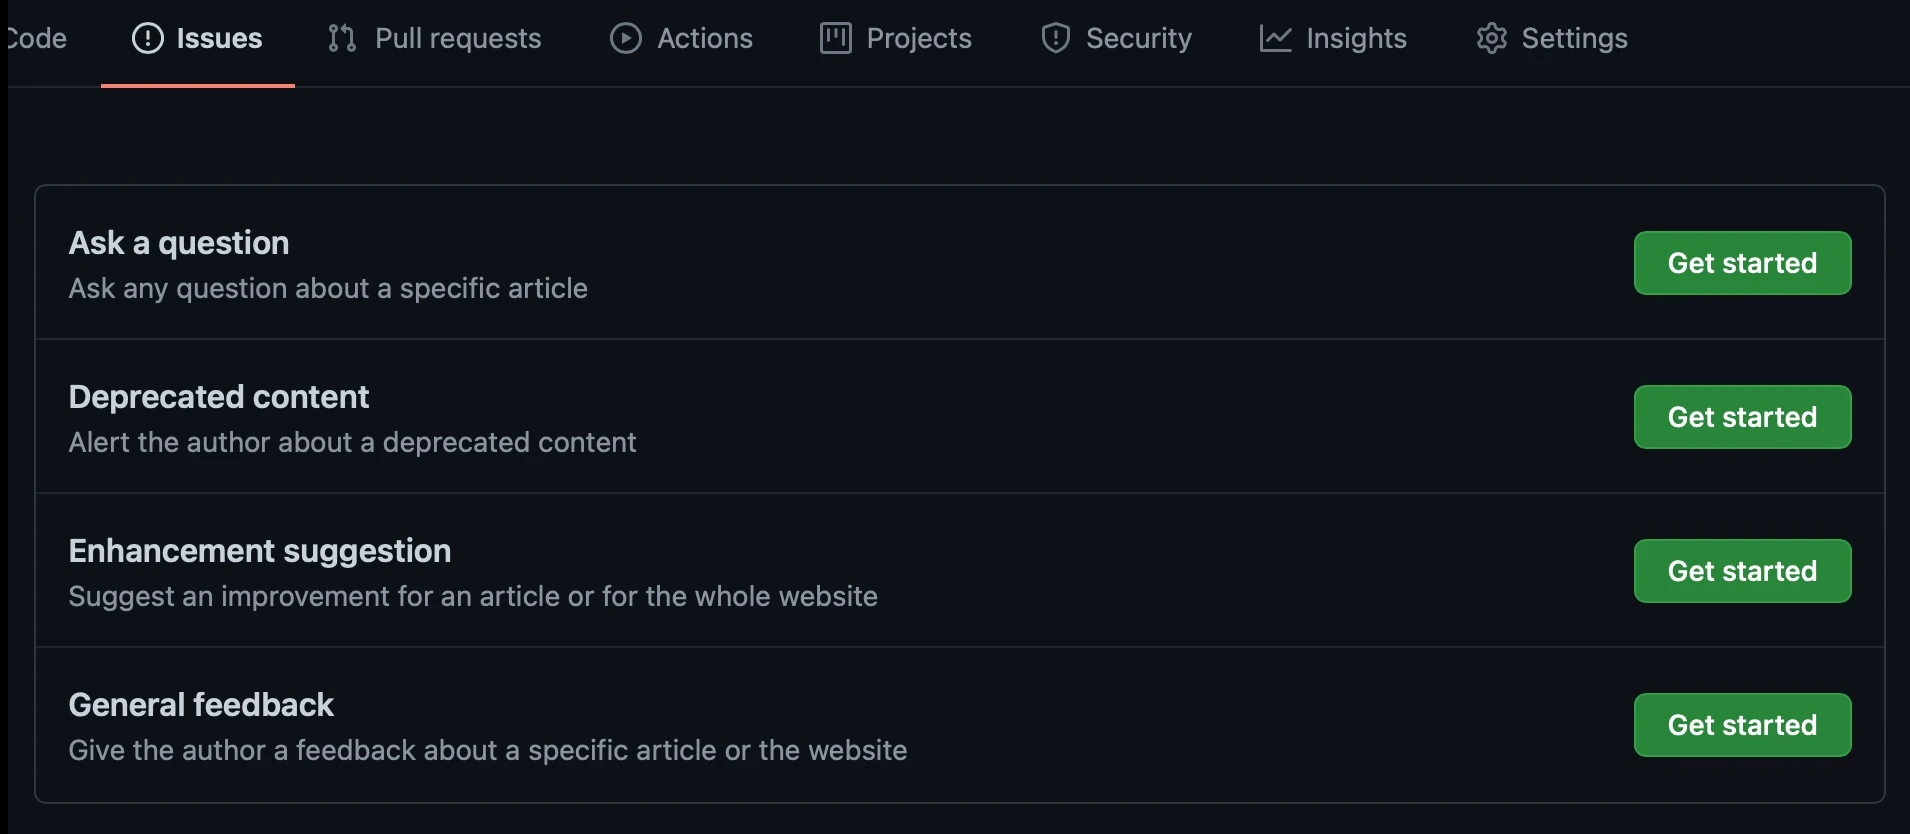 Code Issues Pull requests Actions Projects Security Insights Settings
Ask a question
Ask any question about a specific article
Get started
Deprecated content
Alert the author about a deprecated content
Get started
Enhancement suggestion
Suggest an improvement for an article or for the whole website
Get started
General feedback
Give the author a feedback about a specific article or the website
Get started